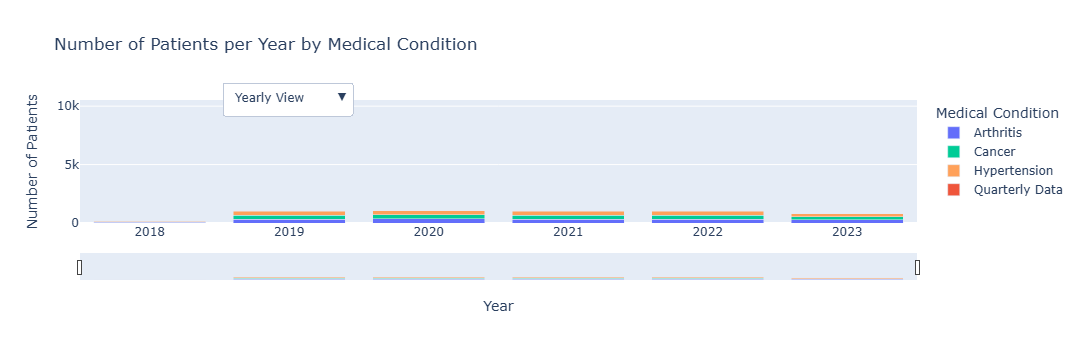 Number of Patients per Year by Medical Condition
Yearly View ▼
Number of Patients
10k
5k
0
2018 2019 2020 2021 2022 2023
Year
Medical Condition
Arthritis
Cancer
Hypertension
Quarterly Data